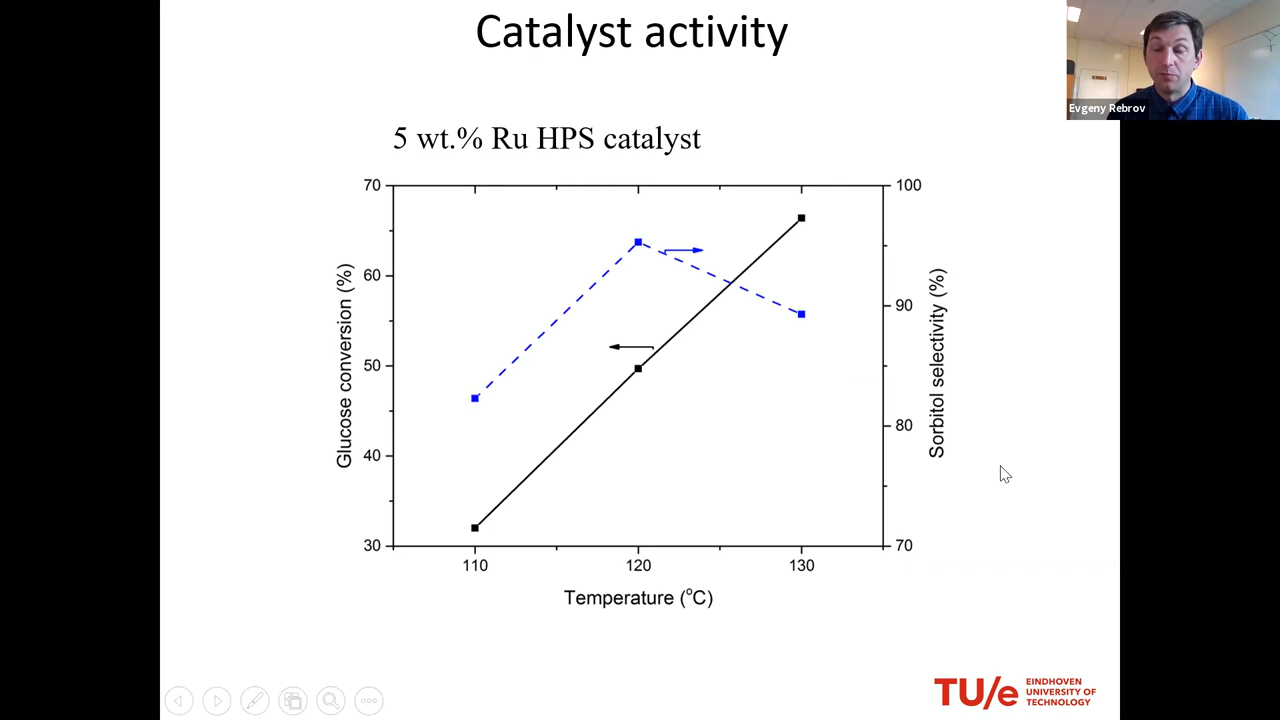 Catalyst activity
Evgeny Rebrov
5 wt.% Ru HPS catalyst
70
60
50
40
30
Glucose conversion (%)
100
90
80
70
Sorbitol selectivity (%)
110
120
130
Temperature (°C)
TU/e
EINDHOVEN
UNIVERSITY OF
TECHNOLOGY